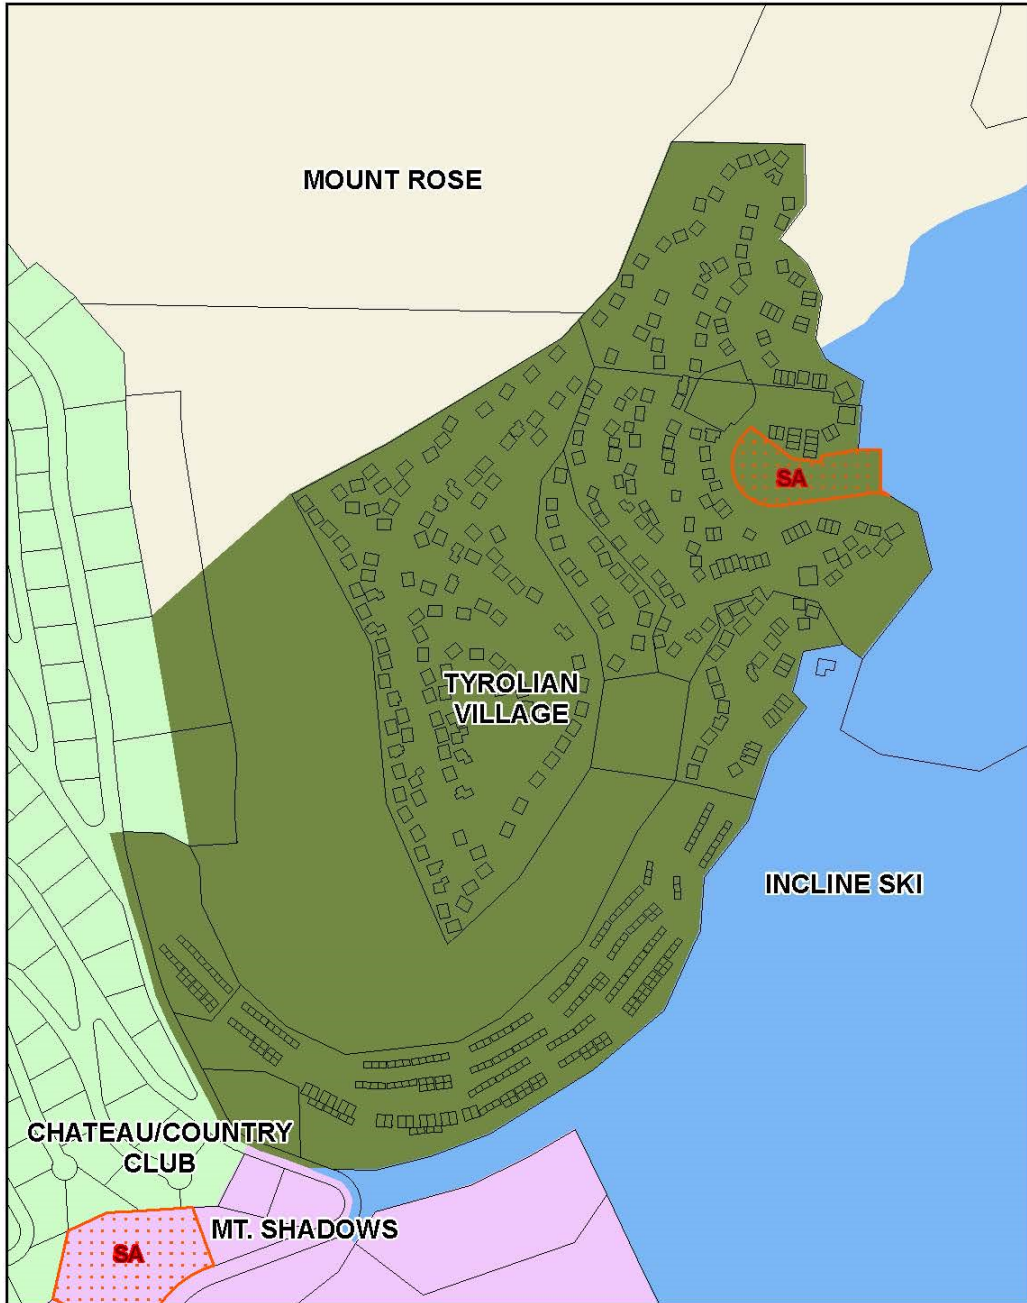 MOUNT ROSE
SA
TYROLIAN
VILLAGE
INCLINE SKI
CHATEAU/COUNTRY
CLUB
MT. SHADOWS
SA